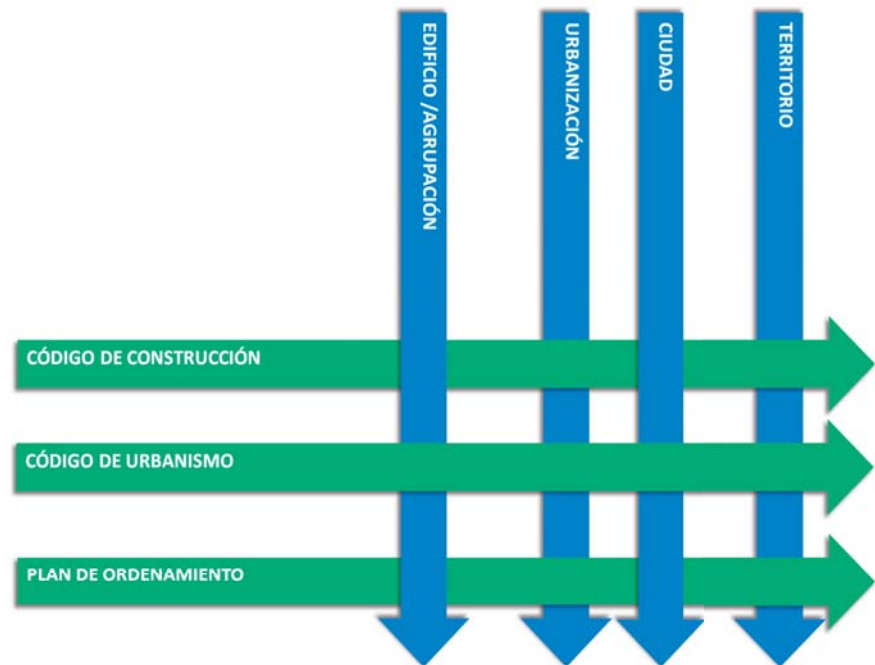 EDIFICIO /AGRUPACIÓN
URBANIZACIÓN
CIUDAD
TERRITORIO
CÓDIGO DE CONSTRUCCIÓN
CÓDIGO DE URBANISMO
PLAN DE ORDENAMIENTO